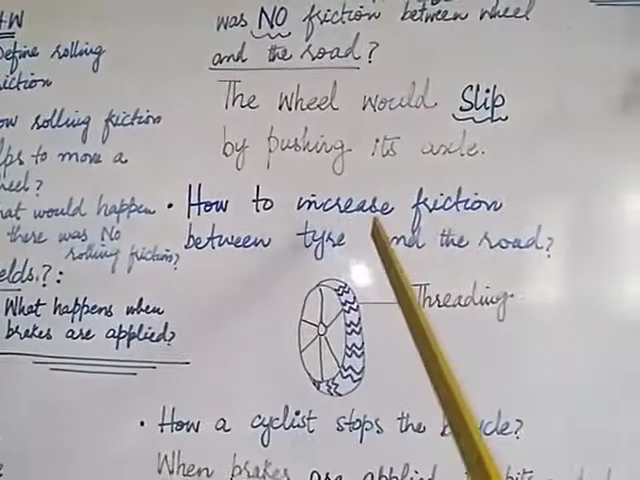 was NO friction between wheel
and the road?
The wheel would Slip
by pushing its axle.
• How to increase friction
between tyre and the road?
Threading
• How a cyclist stops the bicycle?
When brakes are applied
HW
Define rolling
friction
How rolling friction
helps to move a
wheel?
What would happen
there was No
rolling friction?
What happens when
brakes are applied?